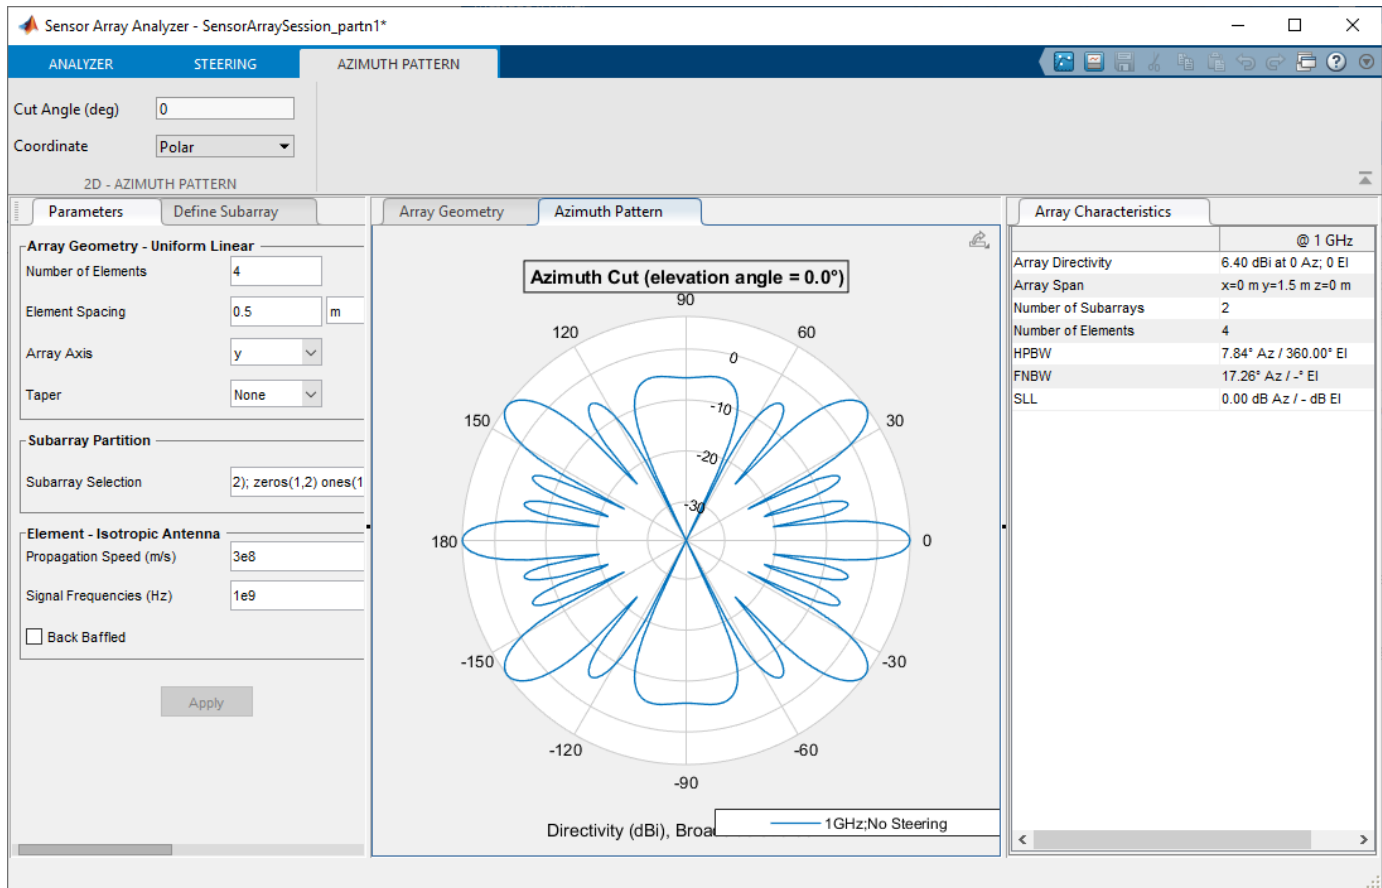 Sensor Array Analyzer - SensorArraySession_partn1*
ANALYZER STEERING AZIMUTH PATTERN
Cut Angle (deg) 0
Coordinate Polar
2D - AZIMUTH PATTERN
Parameters Define Subarray
Array Geometry - Uniform Linear
Number of Elements 4
Element Spacing 0.5 m
Array Axis y
Taper None
Subarray Partition
Subarray Selection 2); zeros(1,2) ones(1
Element - Isotropic Antenna
Propagation Speed (m/s) 3e8
Signal Frequencies (Hz) 1e9
Back Baffled
Apply
Array Geometry Azimuth Pattern
Azimuth Cut (elevation angle = 0.0°)
90
120 60
0
150 -10 30
-20
-30
180 0
-150 -30
-120 -60
-90
Directivity (dBi), Broa
1GHz;No Steering
Array Characteristics
@ 1 GHz
Array Directivity 6.40 dBi at 0 Az; 0 El
Array Span x=0 m y=1.5 m z=0 m
Number of Subarrays 2
Number of Elements 4
HPBW 7.84° Az / 360.00° El
FNBW 17.26° Az / -° El
SLL 0.00 dB Az / - dB El